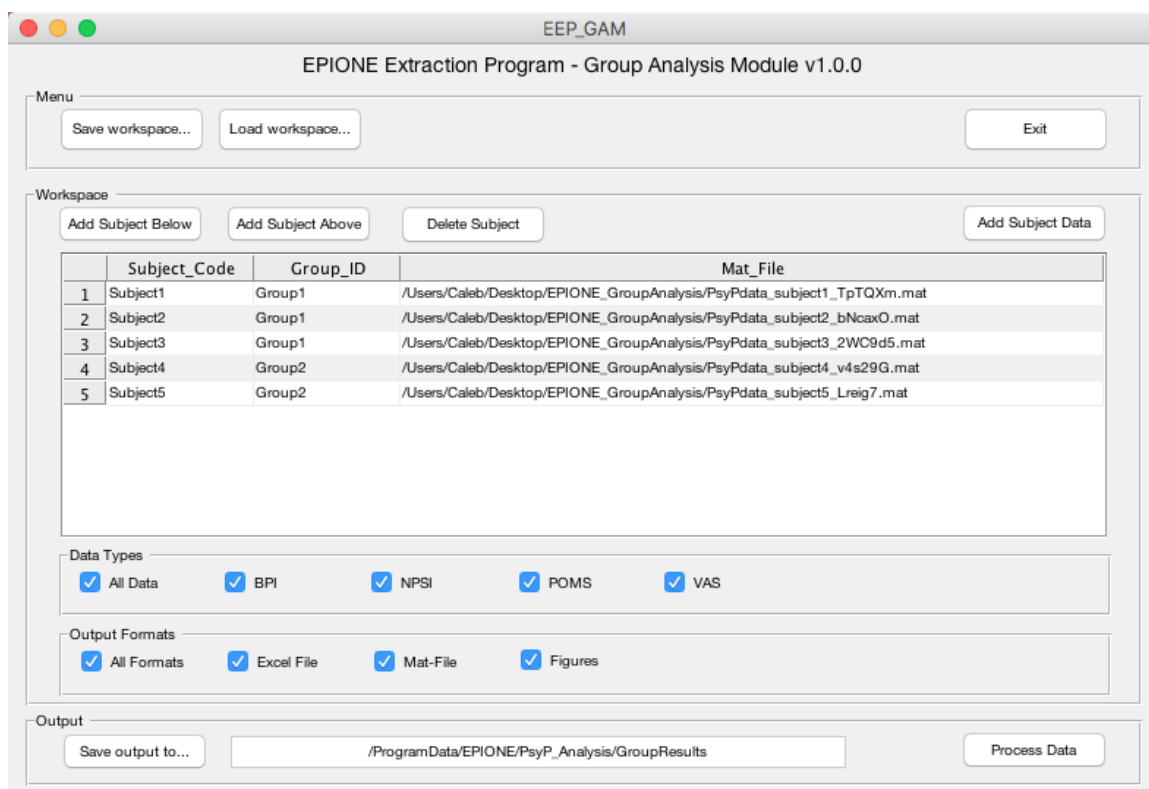 EEP_GAM
EPIONE Extraction Program - Group Analysis Module v1.0.0
Menu
Save workspace... Load workspace... Exit
Workspace
Add Subject Below Add Subject Above Delete Subject Add Subject Data
Subject_Code Group_ID Mat_File
1 Subject1 Group1 /Users/Caleb/Desktop/EPIONE_GroupAnalysis/PsyPdata_subject1_TpTQXm.mat
2 Subject2 Group1 /Users/Caleb/Desktop/EPIONE_GroupAnalysis/PsyPdata_subject2_bNcaxO.mat
3 Subject3 Group1 /Users/Caleb/Desktop/EPIONE_GroupAnalysis/PsyPdata_subject3_2WC9d5.mat
4 Subject4 Group2 /Users/Caleb/Desktop/EPIONE_GroupAnalysis/PsyPdata_subject4_v4s29G.mat
5 Subject5 Group2 /Users/Caleb/Desktop/EPIONE_GroupAnalysis/PsyPdata_subject5_Lreig7.mat
Data Types
All Data BPI NPSI POMS VAS
Output Formats
All Formats Excel File Mat-File Figures
Output
Save output to... /ProgramData/EPIONE/PsyP_Analysis/GroupResults Process Data